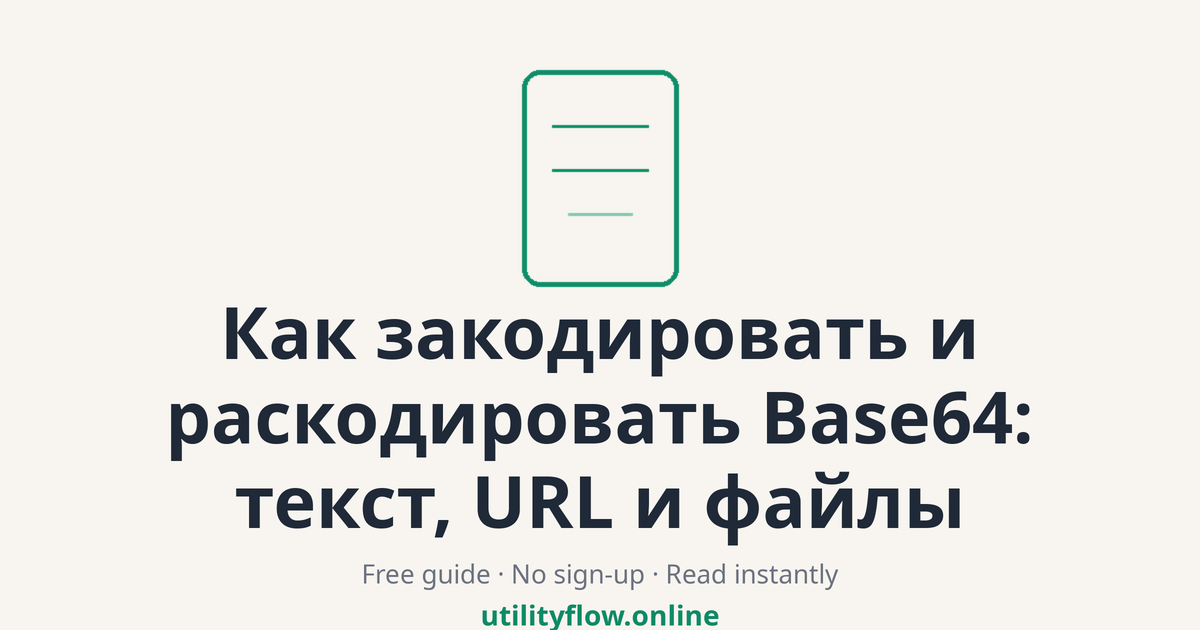 Как закодировать и
раскодировать Base64:
текст, URL и файлы
Free guide · No sign-up · Read instantly
utilityflow.online